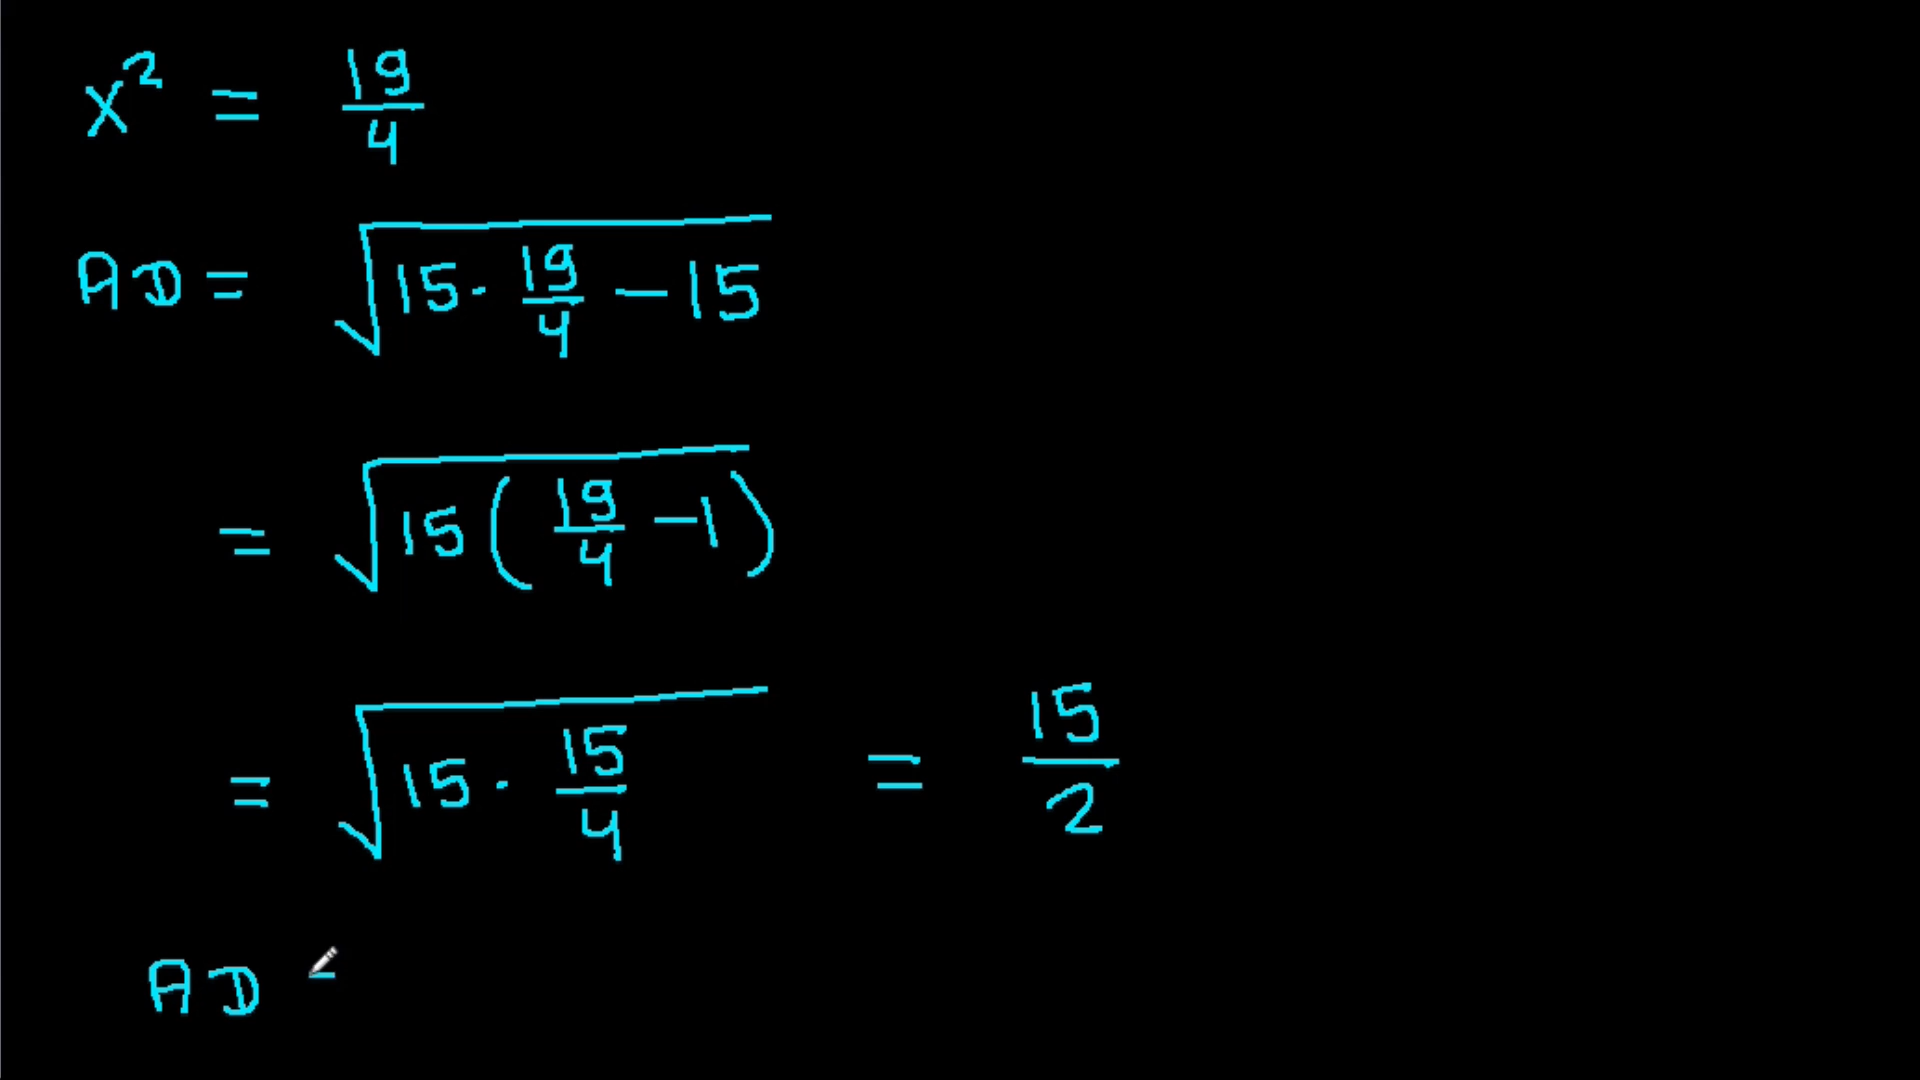 x² = 19/4
AD = √(15 · 19/4 − 15)
= √(15(19/4 − 1))
= √(15 · 15/4) = 15/2
AD